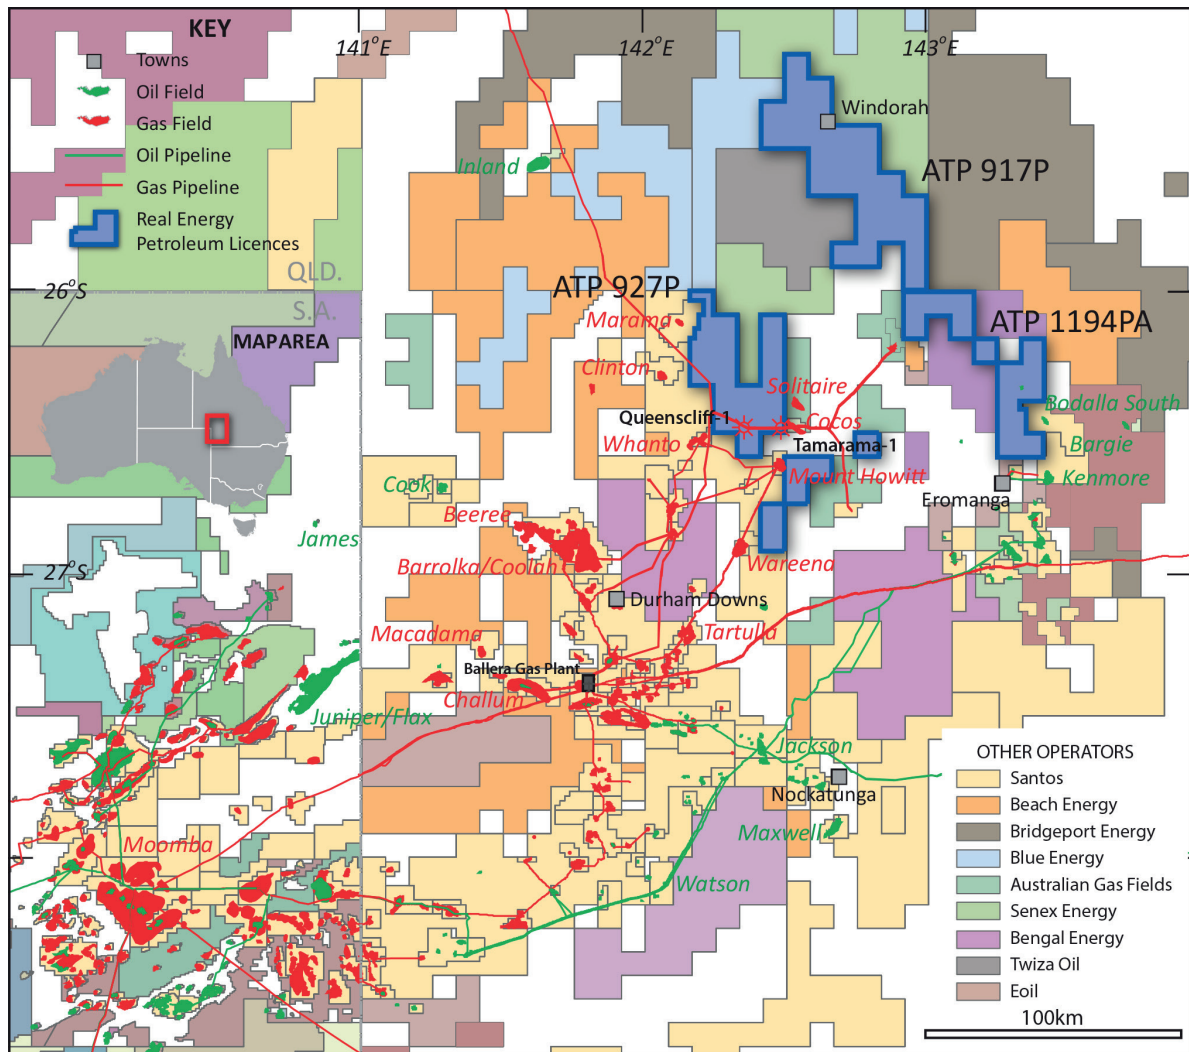 KEY
Towns
Oil Field
Gas Field
Oil Pipeline
Gas Pipeline
Real Energy
Petroleum Licences
141°E
142°E
143°E
Windorah
ATP 917P
Inland
QLD.
26°S
S.A.
ATP 927P
ATP 1194PA
Marama
MAPAREA
Clinton
Solitaire
Bodalla South
Queenscliff-1
Cocos
Whanto
Tamarama-1
Bargie
Mount Howitt
Kenmore
Cook
Eromanga
Beeree
James
Wareena
Barrolka/Coolah
27°S
Durham Downs
Macadama
Tartulla
Ballera Gas Plant
Challum
Juniper/Flax
Jackson
Nockatunga
Maxwell
Moomba
Watson
OTHER OPERATORS
Santos
Beach Energy
Bridgeport Energy
Blue Energy
Australian Gas Fields
Senex Energy
Bengal Energy
Twiza Oil
Eoil
100km